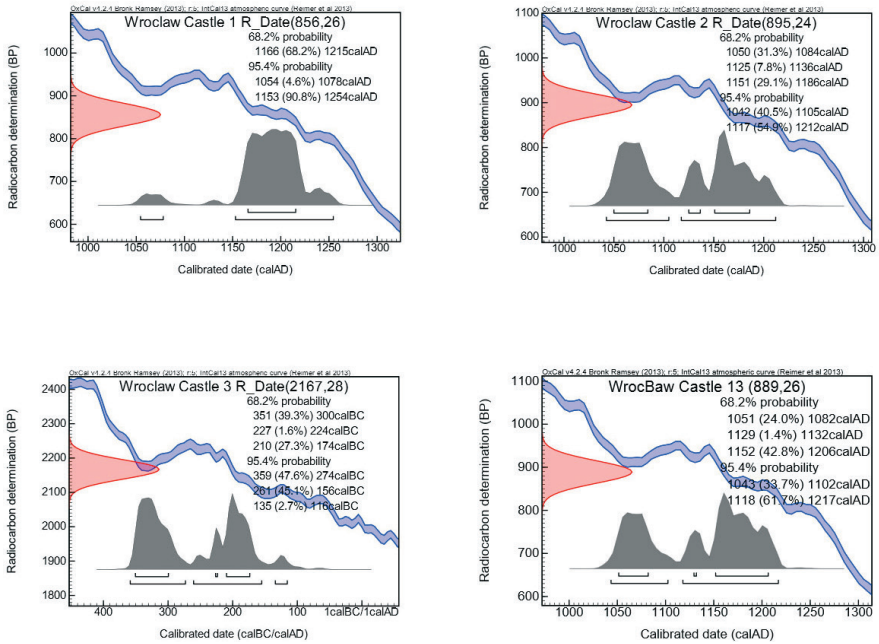 OxCal v4.2.4 Bronk Ramsey (2013); r:5; IntCal13 atmospheric curve (Reimer et al 2013)
Wroclaw Castle 1 R_Date(856,26)
68.2% probability
1166 (68.2%) 1215calAD
95.4% probability
1054 (4.6%) 1078calAD
1153 (90.8%) 1254calAD
Radiocarbon determination (BP)
1000
900
800
700
600
1000
1050
1100
1150
1200
1250
1300
Calibrated date (calAD)
OxCal v4.2.4 Bronk Ramsey (2013); r:5; IntCal13 atmospheric curve (Reimer et al 2013)
Wroclaw Castle 2 R_Date(895,24)
68.2% probability
1050 (31.3%) 1084calAD
1125 (7.8%) 1136calAD
1151 (29.1%) 1186calAD
95.4% probability
1042 (40.5%) 1105calAD
1117 (54.9%) 1212calAD
Radiocarbon determination (BP)
1100
1000
900
800
700
600
1000
1050
1100
1150
1200
1250
1300
Calibrated date (calAD)
OxCal v4.2.4 Bronk Ramsey (2013); r:5; IntCal13 atmospheric curve (Reimer et al 2013)
Wroclaw Castle 3 R_Date(2167,28)
68.2% probability
351 (39.3%) 300calBC
227 (1.6%) 224calBC
210 (27.3%) 174calBC
95.4% probability
359 (47.6%) 274calBC
261 (45.1%) 156calBC
135 (2.7%) 116calBC
Radiocarbon determination (BP)
2400
2300
2200
2100
2000
1900
1800
400
300
200
100
1calBC/1calAD
Calibrated date (calBC/calAD)
OxCal v4.2.4 Bronk Ramsey (2013); r:5; IntCal13 atmospheric curve (Reimer et al 2013)
WrocBaw Castle 13 (889,26)
68.2% probability
1051 (24.0%) 1082calAD
1129 (1.4%) 1132calAD
1152 (42.8%) 1206calAD
95.4% probability
1043 (33.7%) 1102calAD
1118 (61.7%) 1217calAD
Radiocarbon determination (BP)
1100
1000
900
800
700
600
1000
1050
1100
1150
1200
1250
1300
Calibrated date (calAD)